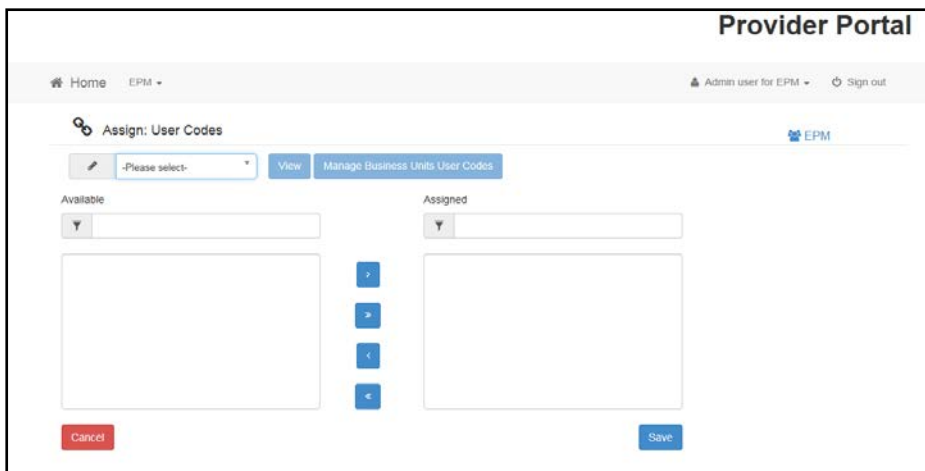 Provider Portal
Home EPM Admin user for EPM Sign out
Assign: User Codes EPM
-Please select- View Manage Business Units User Codes
Available Assigned
> >
» 
<
«
Cancel Save